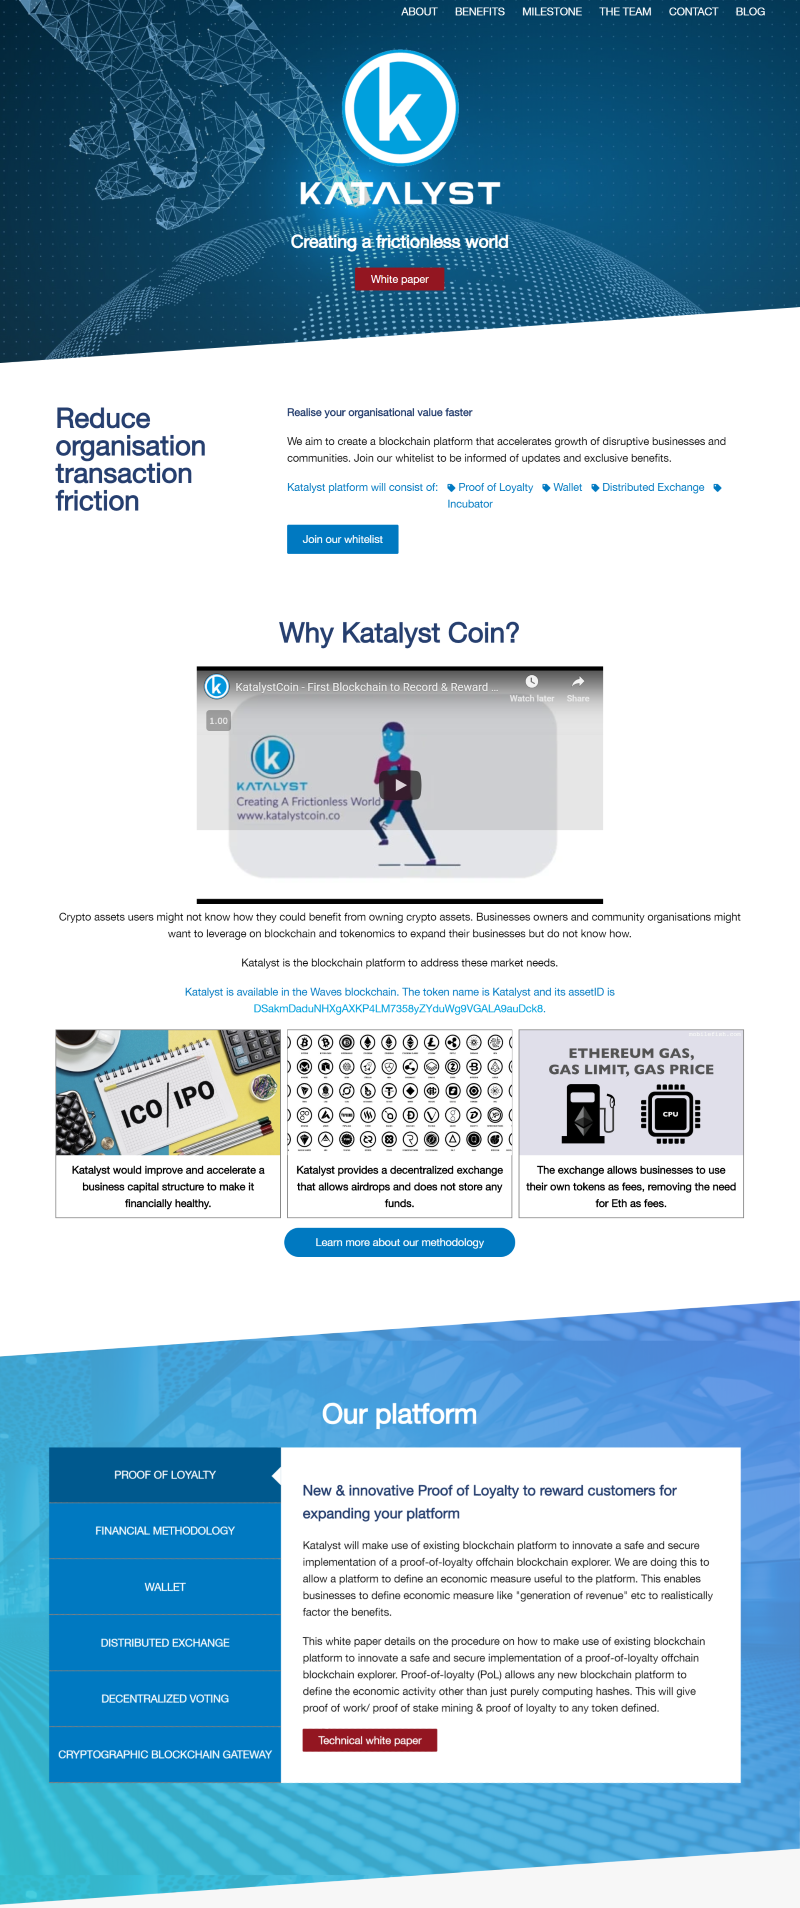 ABOUT BENEFITS MILESTONE THE TEAM CONTACT BLOG
k
KATALYST
Creating a frictionless world
White paper
Reduce
organisation
transaction
friction
Realise your organisational value faster
We aim to create a blockchain platform that accelerates growth of disruptive businesses and
communities. Join our whitelist to be informed of updates and exclusive benefits.
Katalyst platform will consist of: Proof of Loyalty Wallet Distributed Exchange
Incubator
Join our whitelist
Why Katalyst Coin?
k KatalystCoin - First Blockchain to Record & Reward ...
Watch later Share
1.00
k
KATALYST
Creating A Frictionless World
www.katalystcoin.co
Crypto assets users might not know how they could benefit from owning crypto assets. Businesses owners and community organisations might
want to leverage on blockchain and tokenomics to expand their businesses but do not know how.
Katalyst is the blockchain platform to address these market needs.
Katalyst is available in the Waves blockchain. The token name is Katalyst and its assetID is
DSakmDaduNHXgAXKP4LM7358yZYduWg9VGALA9auDck8.
ICO/IPO
ETHEREUM GAS,
GAS LIMIT, GAS PRICE
CPU
Katalyst would improve and accelerate a
business capital structure to make it
financially healthy.
Katalyst provides a decentralized exchange
that allows airdrops and does not store any
funds.
The exchange allows businesses to use
their own tokens as fees, removing the need
for Eth as fees.
Learn more about our methodology
Our platform
PROOF OF LOYALTY
FINANCIAL METHODOLOGY
WALLET
DISTRIBUTED EXCHANGE
DECENTRALIZED VOTING
CRYPTOGRAPHIC BLOCKCHAIN GATEWAY
New & innovative Proof of Loyalty to reward customers for
expanding your platform
Katalyst will make use of existing blockchain platform to innovate a safe and secure
implementation of a proof-of-loyalty offchain blockchain explorer. We are doing this to
allow a platform to define an economic measure useful to the platform. This enables
businesses to define economic measure like "generation of revenue" etc to realistically
factor the benefits.
This white paper details on the procedure on how to make use of existing blockchain
platform to innovate a safe and secure implementation of a proof-of-loyalty offchain
blockchain explorer. Proof-of-loyalty (PoL) allows any new blockchain platform to
define the economic activity other than just purely computing hashes. This will give
proof of work/ proof of stake mining & proof of loyalty to any token defined.
Technical white paper